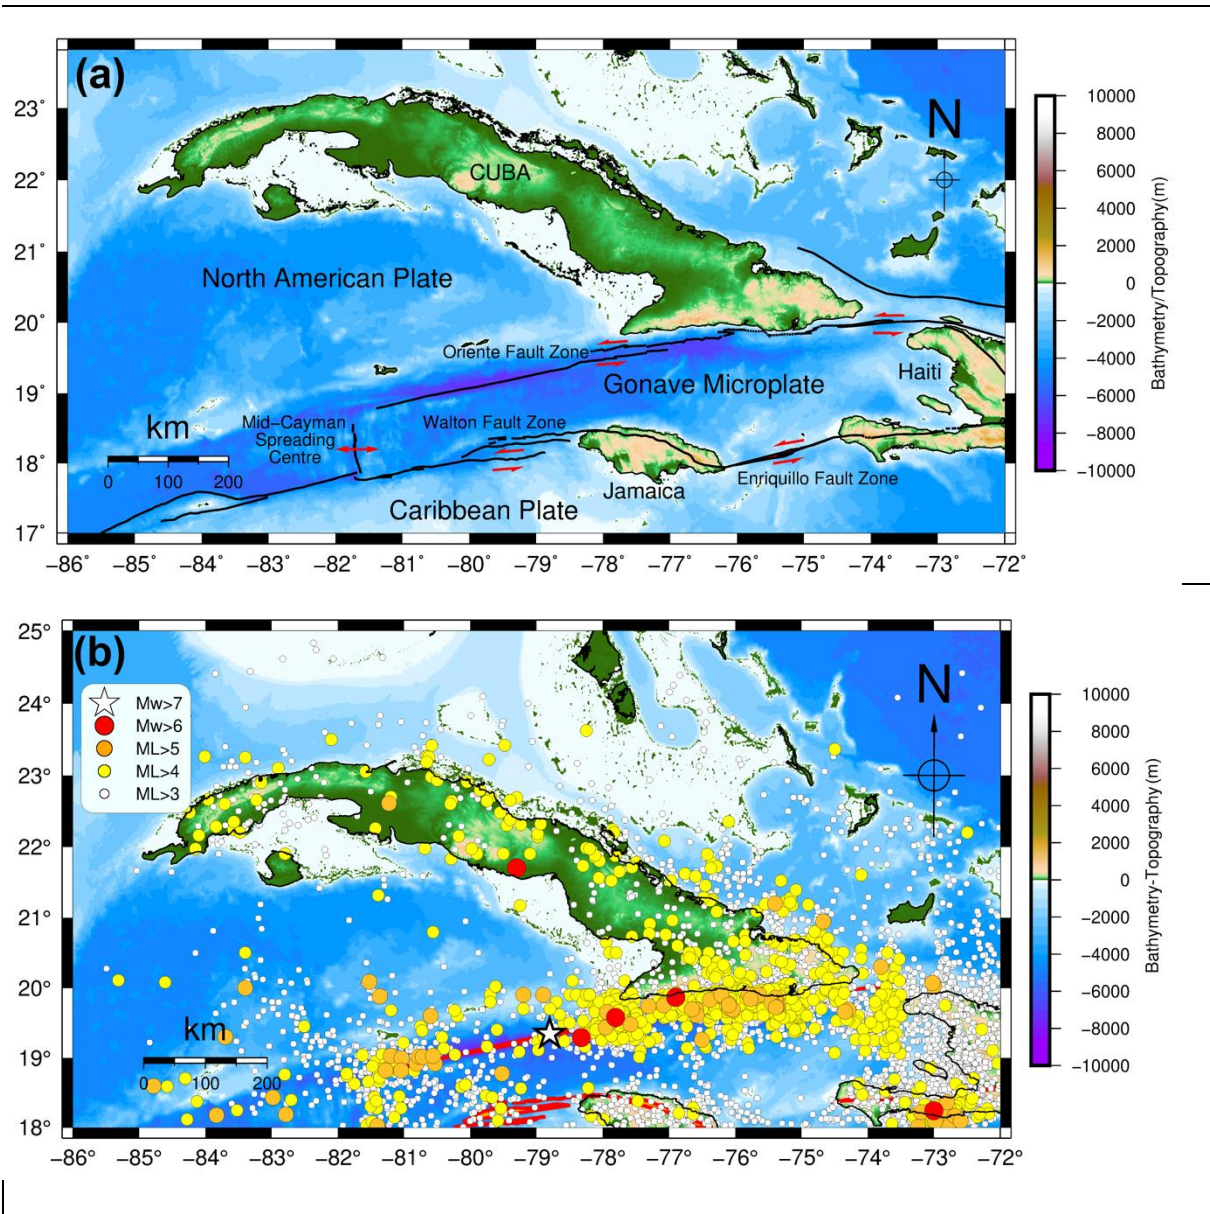 (a)
N
23°
22°
21°
20°
19°
18°
17°
CUBA
North American Plate
Oriente Fault Zone
Gonave Microplate
Haiti
km
0 100 200
Mid−Cayman
Spreading
Centre
Walton Fault Zone
Jamaica
Enriquillo Fault Zone
Caribbean Plate
−86° −85° −84° −83° −82° −81° −80° −79° −78° −77° −76° −75° −74° −73° −72°
10000
8000
6000
4000
2000
0
−2000
−4000
−6000
−8000
−10000
Bathymetry/Topography(m)
(b)
N
25°
24°
23°
22°
21°
20°
19°
18°
Mw>7
Mw>6
ML>5
ML>4
ML>3
km
0 100 200
−86° −85° −84° −83° −82° −81° −80° −79° −78° −77° −76° −75° −74° −73° −72°
10000
8000
6000
4000
2000
0
−2000
−4000
−6000
−8000
−10000
Bathymetry-Topography (m)